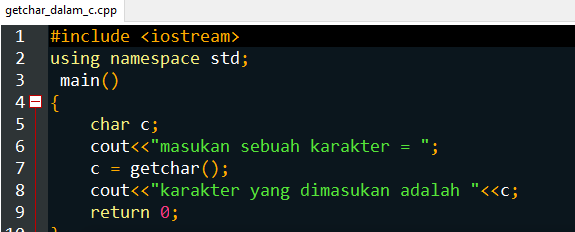 getchar_dalam_c.cpp
1 #include <iostream>
2 using namespace std;
3 main()
4 {
5 char c;
6 cout<<"masukan sebuah karakter = ";
7 c = getchar();
8 cout<<"karakter yang dimasukan adalah "<<c;
9 return 0;